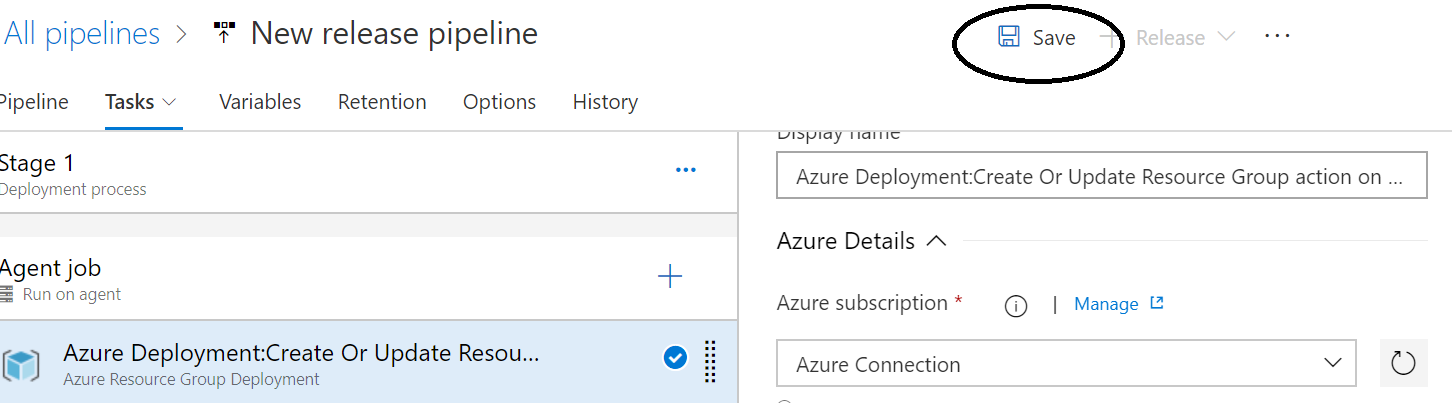 All pipelines > New release pipeline
Save + Release ...
Pipeline Tasks Variables Retention Options History
Stage 1 ...
Deployment process
Agent job +
Run on agent
Azure Deployment:Create Or Update Resou...
Azure Resource Group Deployment
Display name
Azure Deployment:Create Or Update Resource Group action on ...
Azure Details
Azure subscription * i | Manage
Azure Connection